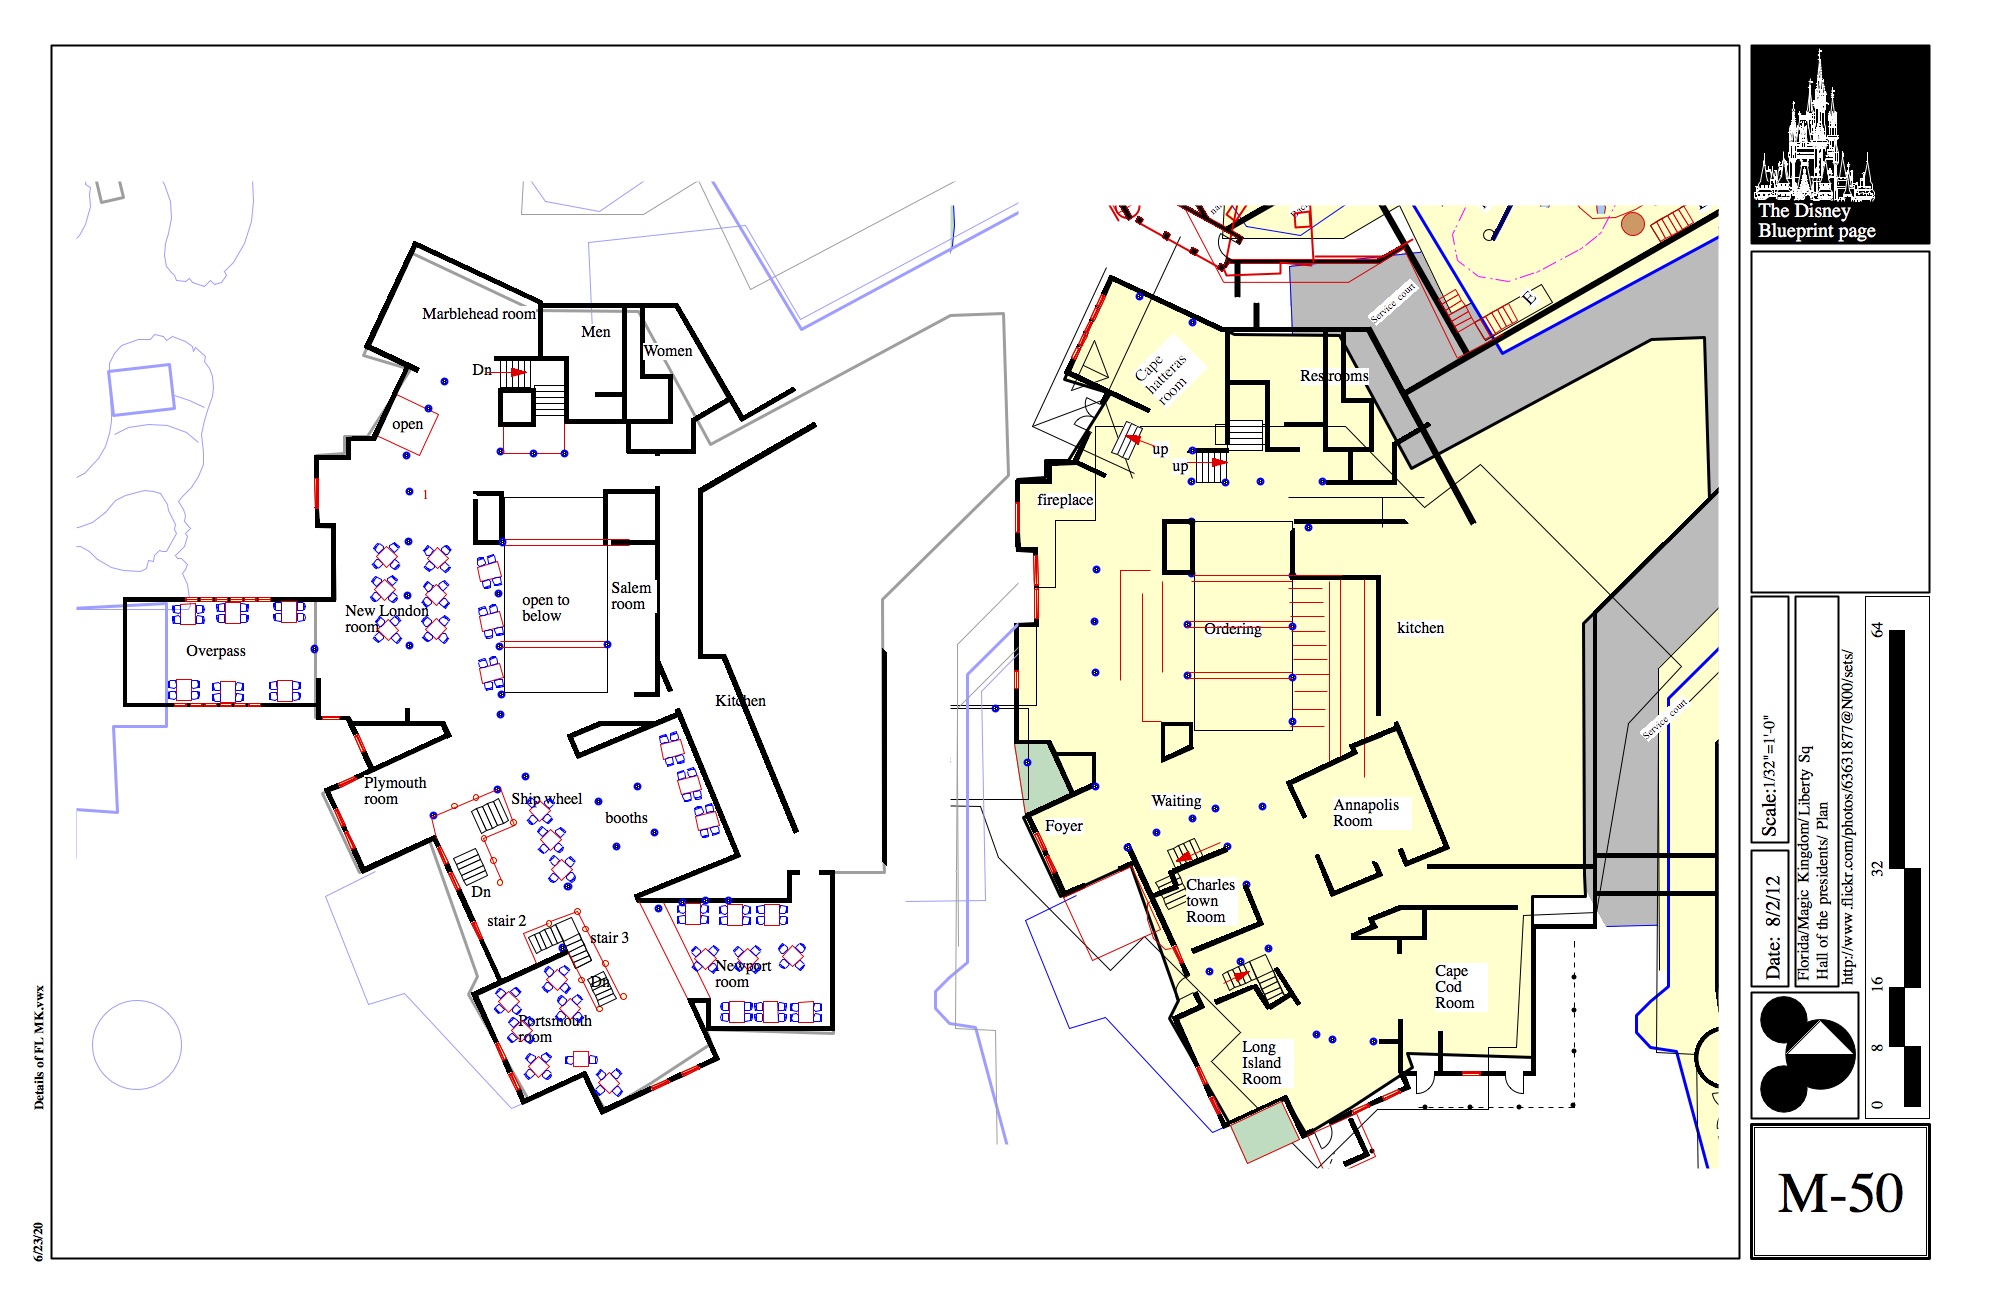 Marblehead room
Men
Women
Dn
open
1
New London
room
Overpass
open to
below
Salem
room
Kitchen
Plymouth
room
Ship wheel
booths
Dn
stair 2
stair 3
Dn
Newport
room
Portsmouth
room
Service court
E
Cape
hatteras
room
Restrooms
up
up
fireplace
Ordering
kitchen
Service court
Waiting
Annapolis
Room
Foyer
Charles
town
Room
Cape
Cod
Room
Long
Island
Room
The Disney
Blueprint page
Scale:1/32"=1'-0"
Date: 8/2/12
Florida/Magic Kingdom/ Liberty Sq
Hall of the presidents/ Plan
http://www.flickr.com/photos/63631877@N00/sets/
64
32
16
8
0
M-50
Details of FL MK.vwx
6/23/20